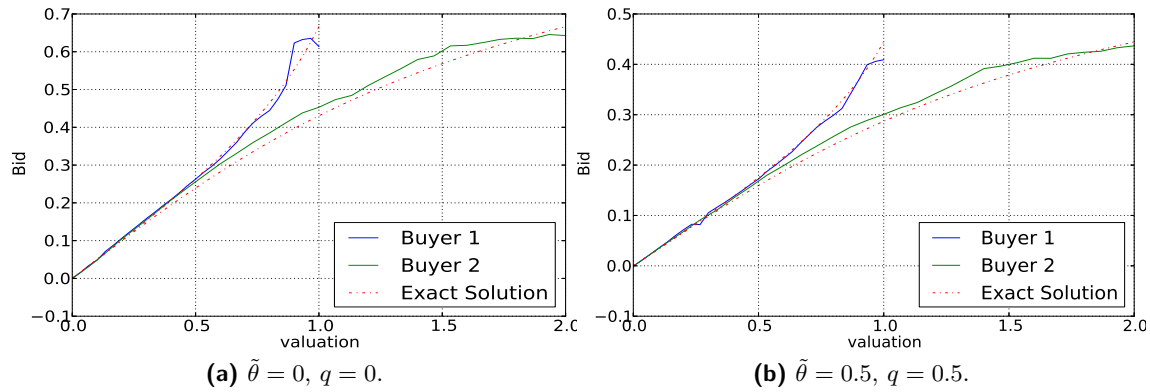 0.7
0.6
0.5
0.4
0.3
0.2
0.1
0.0
−0.1
Bid
0.0 0.5 1.0 1.5 2.0
valuation
Buyer 1
Buyer 2
Exact Solution
(a) θ̃ = 0, q = 0.
0.5
0.4
0.3
0.2
0.1
0.0
−0.1
Bid
0.0 0.5 1.0 1.5 2.0
valuation
Buyer 1
Buyer 2
Exact Solution
(b) θ̃ = 0.5, q = 0.5.